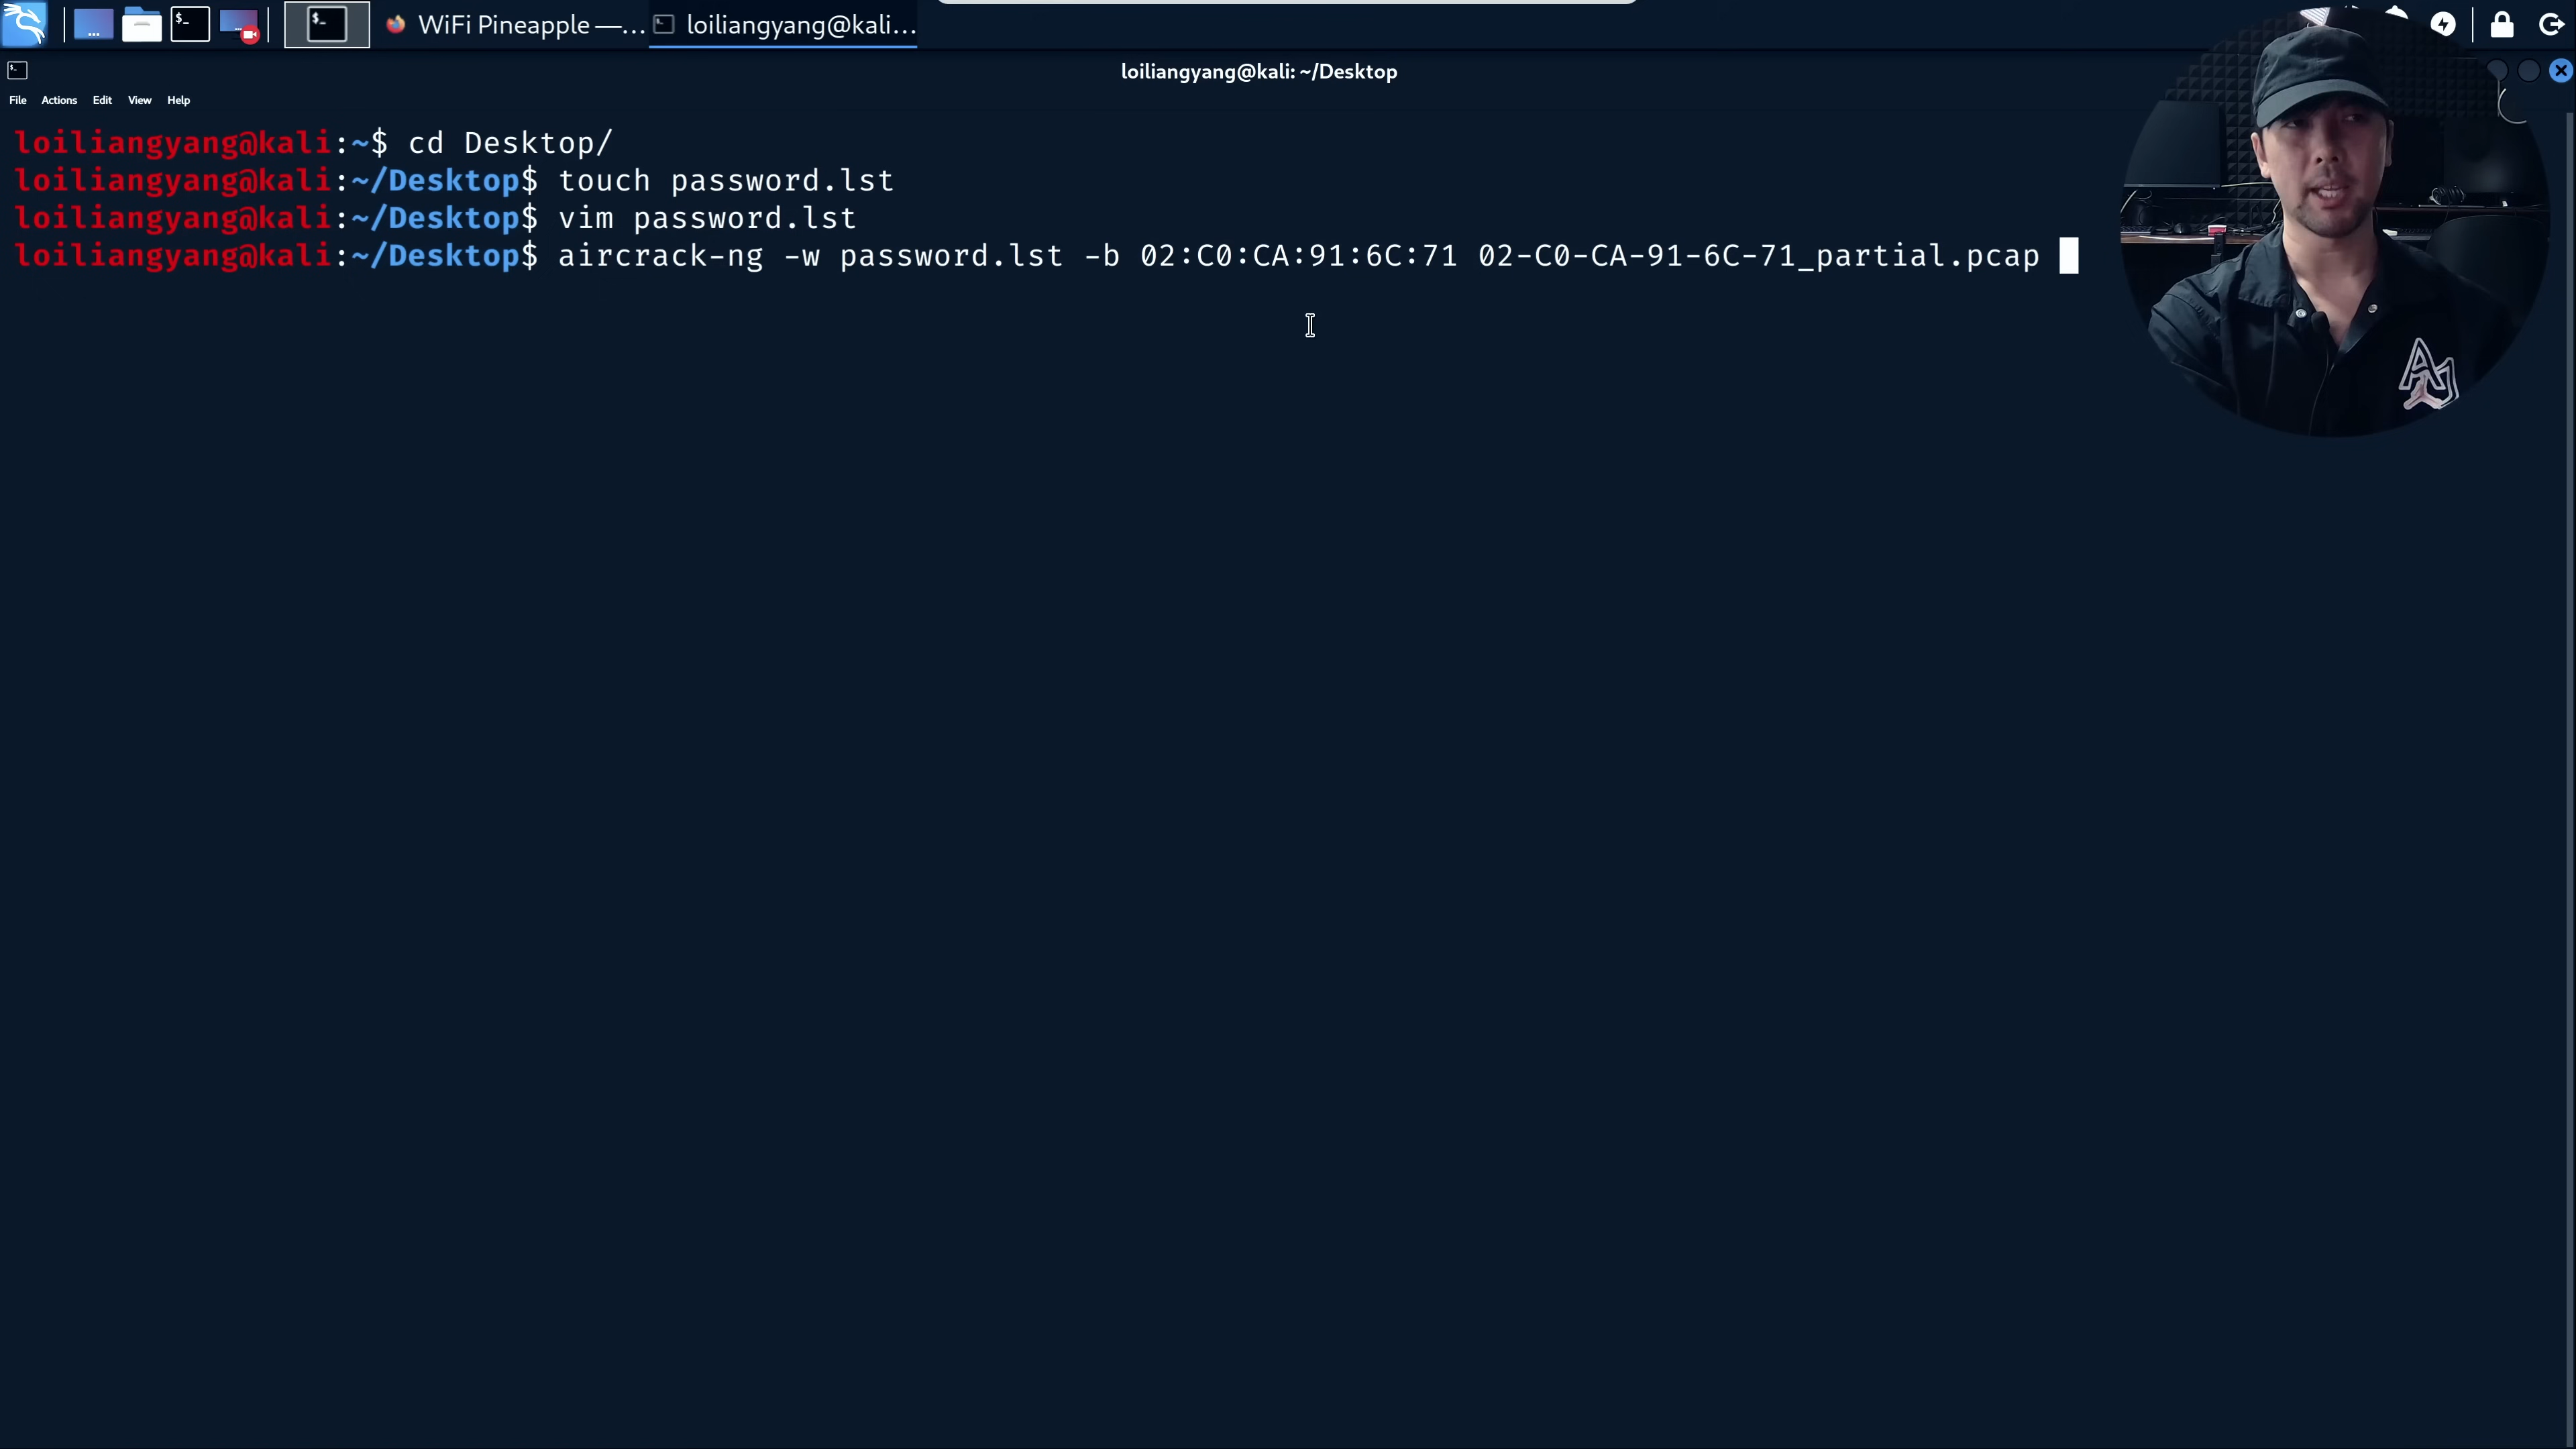 WiFi Pineapple —...
loiliangyang@kali...
loiliangyang@kali: ~/Desktop
File Actions Edit View Help
loiliangyang@kali:~$ cd Desktop/
loiliangyang@kali:~/Desktop$ touch password.lst
loiliangyang@kali:~/Desktop$ vim password.lst
loiliangyang@kali:~/Desktop$ aircrack-ng -w password.lst -b 02:C0:CA:91:6C:71 02-C0-CA-91-6C-71_partial.pcap